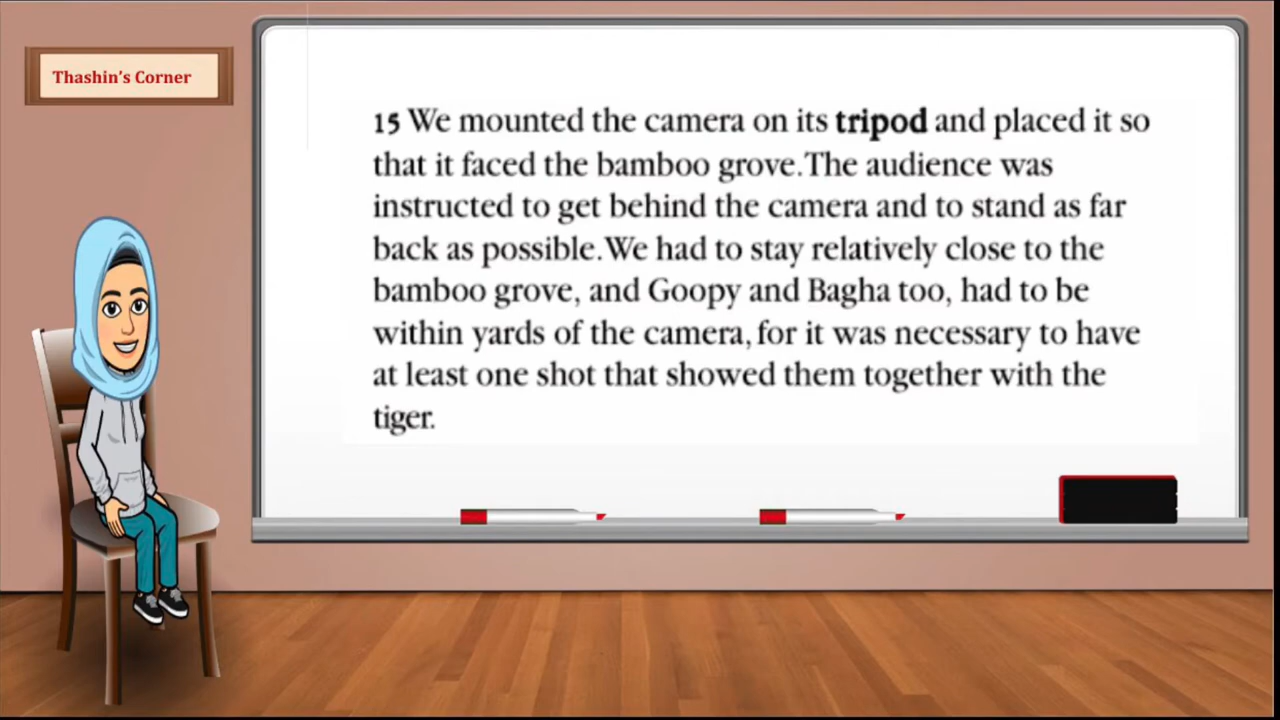 Thashin's Corner
15 We mounted the camera on its tripod and placed it so
that it faced the bamboo grove. The audience was
instructed to get behind the camera and to stand as far
back as possible. We had to stay relatively close to the
bamboo grove, and Goopy and Bagha too, had to be
within yards of the camera, for it was necessary to have
at least one shot that showed them together with the
tiger.